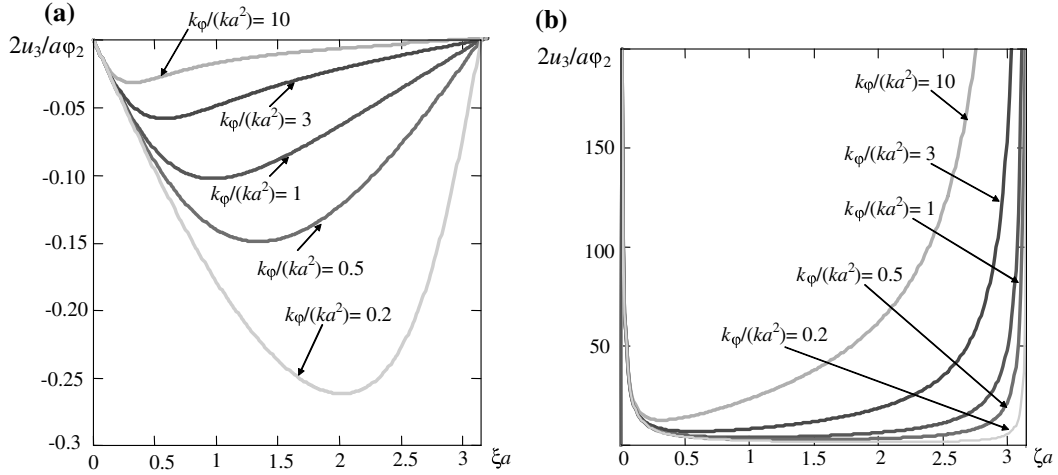 (a)
2u₃/aφ₂
kφ/(ka²)= 10
kφ/(ka²)= 3
kφ/(ka²)= 1
kφ/(ka²)= 0.5
kφ/(ka²)= 0.2
-0.05
-0.10
-0.15
-0.20
-0.25
-0.3
0 0.5 1 1.5 2 2.5 3 ξa
(b)
2u₃/aφ₂
kφ/(ka²)= 10
kφ/(ka²)= 3
kφ/(ka²)= 1
kφ/(ka²)= 0.5
kφ/(ka²)= 0.2
150
100
50
0 0.5 1 1.5 2 2.5 3 ξa